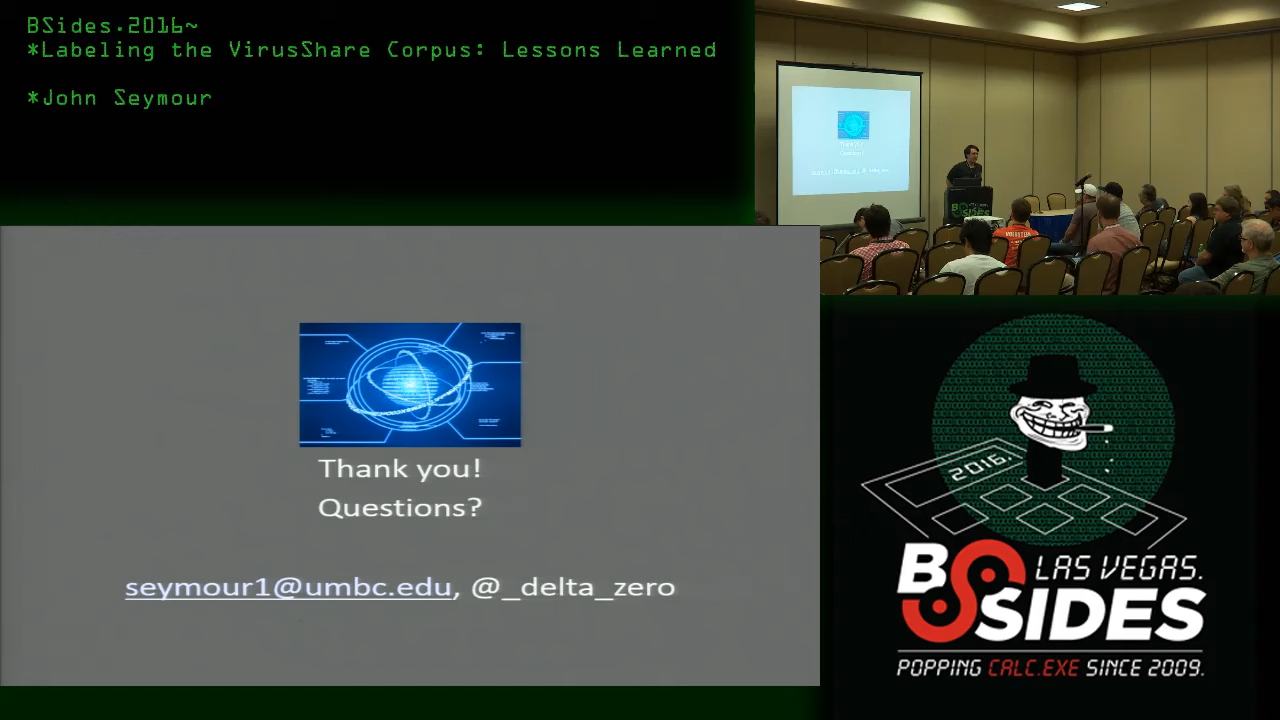 BSides.2016~
*Labeling the VirusShare Corpus: Lessons Learned
*John Seymour
Thank you!
Questions?
seymour1@umbc.edu, @_delta_zero
2016.
BSIDES
LAS VEGAS.
POPPING CALC.EXE SINCE 2009.